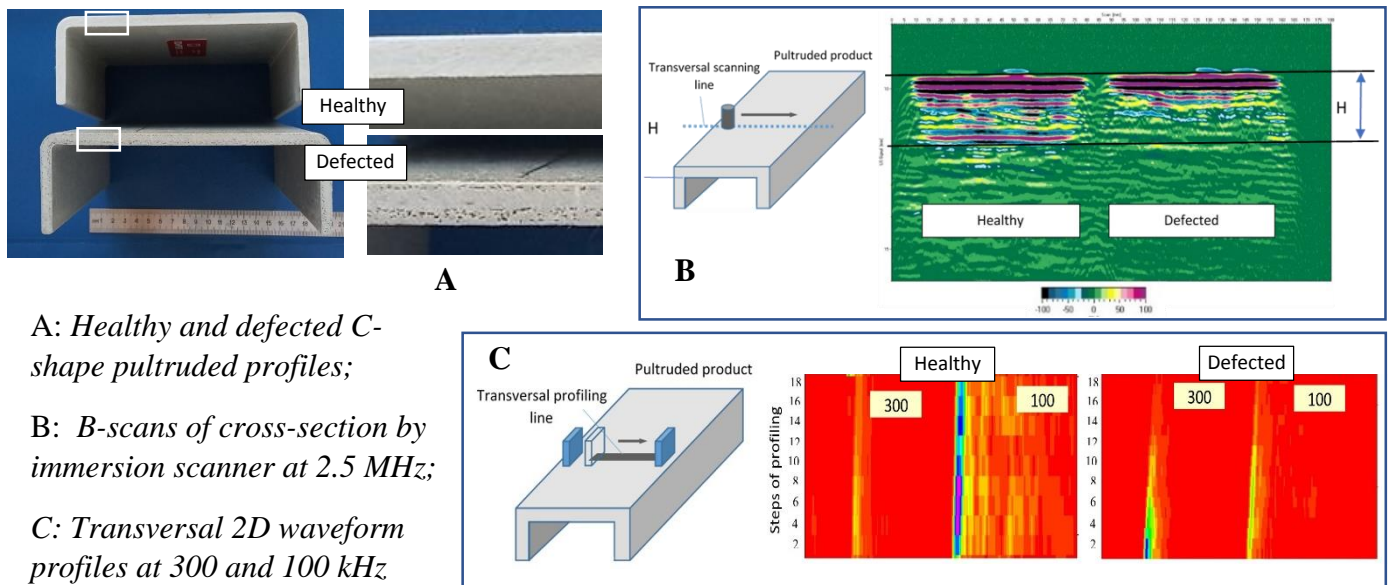 Healthy
Defected
A
A: Healthy and defected C-
shape pultruded profiles;
B: B-scans of cross-section by
immersion scanner at 2.5 MHz;
C: Transversal 2D waveform
profiles at 300 and 100 kHz
Pultruded product
Transversal scanning
line
H
B
H
Healthy
Defected
-100
-50
0
50
100
C
Pultruded product
Transversal profiling
line
Healthy
Defected
Steps of profiling
18
16
14
12
10
8
6
4
2
300
100
18
16
14
12
10
8
6
4
2
300
100